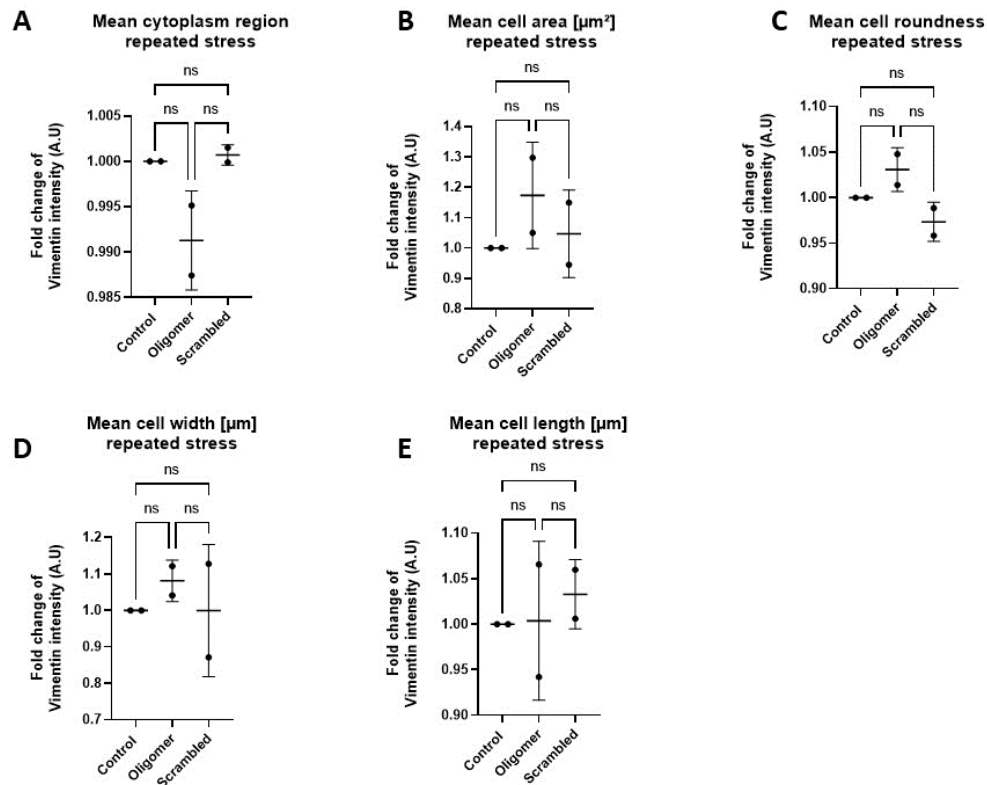 A
Mean cytoplasm region
repeated stress
ns
ns
ns
Fold change of
Vimentin intensity (A.U)
1.005
1.000
0.995
0.990
0.985
Control
Oligomer
Scrambled
B
Mean cell area [µm²]
repeated stress
ns
ns
ns
Fold change of
Vimentin intensity (A.U)
1.4
1.3
1.2
1.1
1.0
0.9
0.8
Control
Oligomer
Scrambled
C
Mean cell roundness
repeated stress
ns
ns
ns
Fold change of
Vimentin intensity (A.U)
1.10
1.05
1.00
0.95
0.90
Control
Oligomer
Scrambled
D
Mean cell width [µm]
repeated stress
ns
ns
ns
Fold change of
Vimentin intensity (A.U)
1.2
1.1
1.0
0.9
0.8
0.7
Control
Oligomer
Scrambled
E
Mean cell length [µm]
repeated stress
ns
ns
ns
Fold change of
Vimentin intensity (A.U)
1.10
1.05
1.00
0.95
0.90
Control
Oligomer
Scrambled